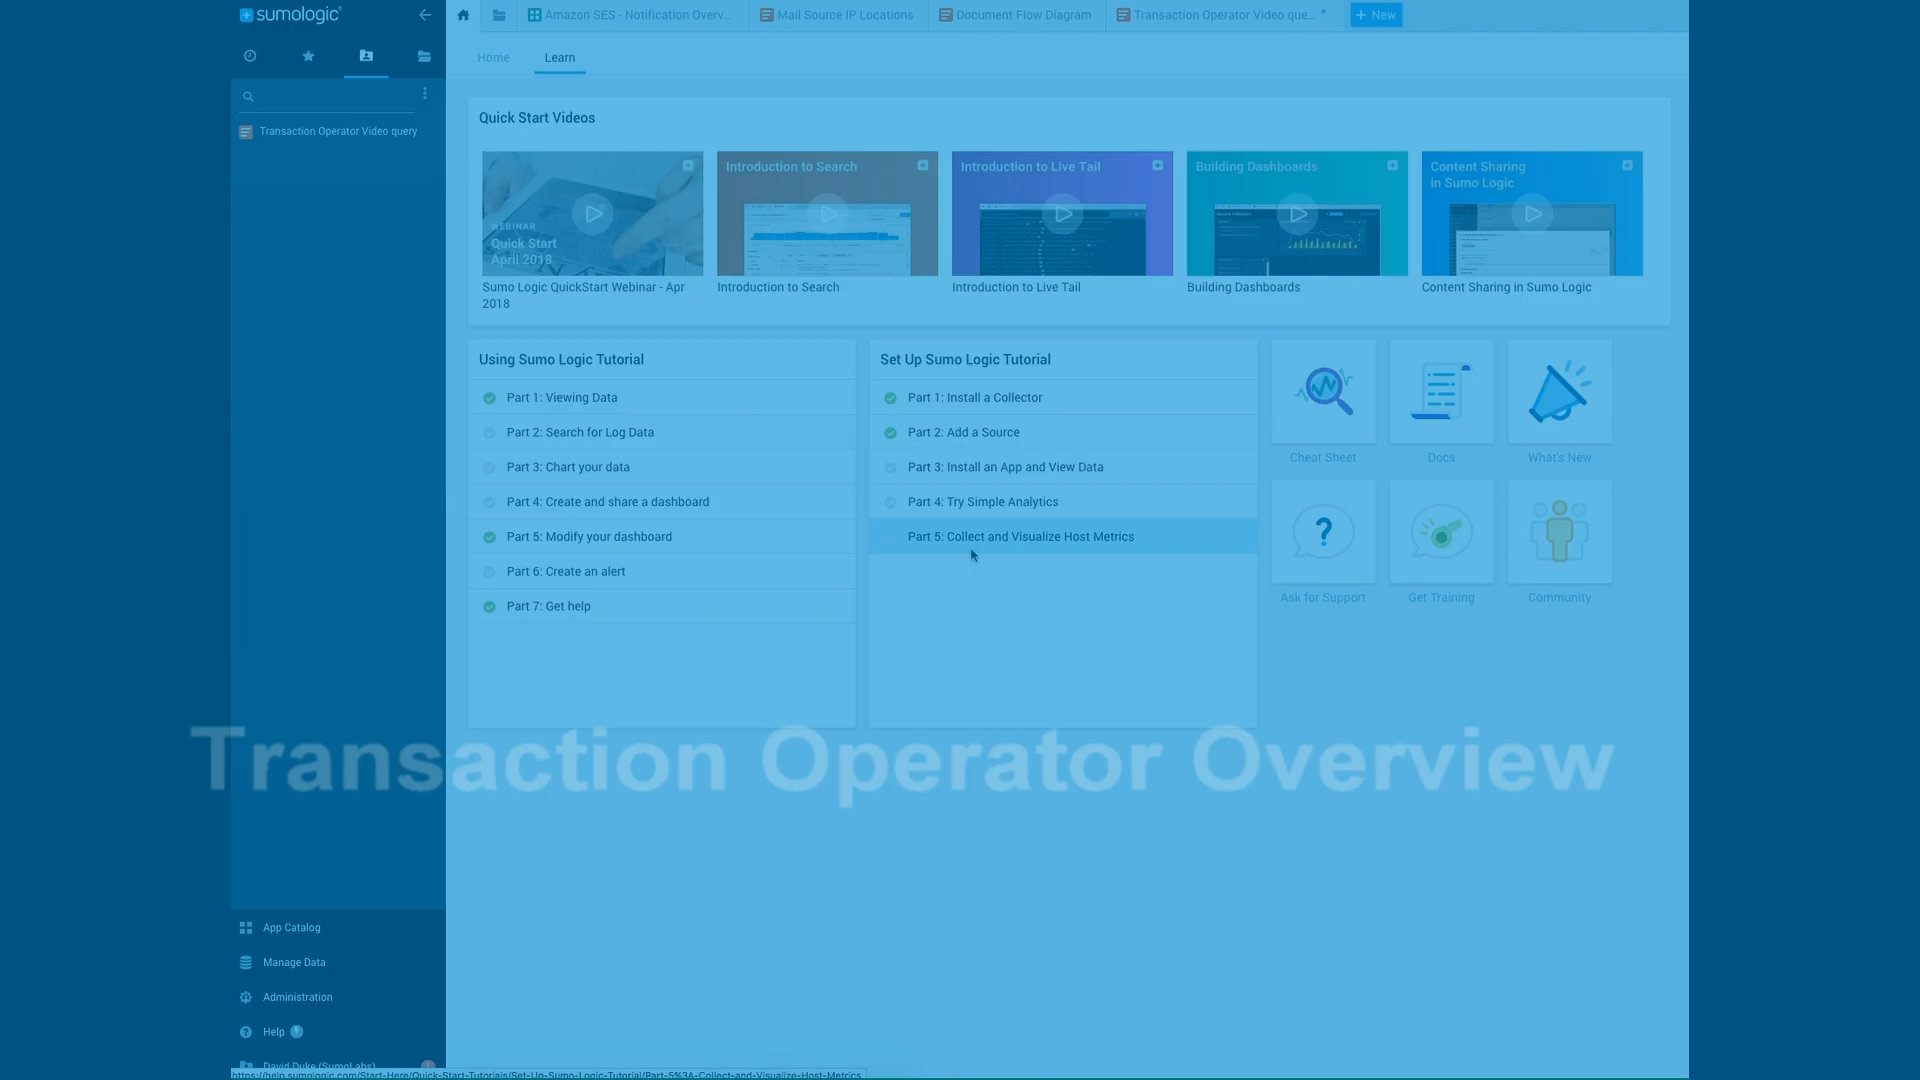 sumologic
Amazon SES - Notification Overv...
Mail Source IP Locations
Document Flow Diagram
Transaction Operator Video que... *
+ New
Home
Learn
Transaction Operator Video query
Quick Start Videos
WEBINAR
Quick Start
April 2018
Introduction to Search
Introduction to Live Tail
Building Dashboards
Content Sharing
in Sumo Logic
Sumo Logic QuickStart Webinar - Apr
2018
Introduction to Search
Introduction to Live Tail
Building Dashboards
Content Sharing in Sumo Logic
Using Sumo Logic Tutorial
Part 1: Viewing Data
Part 2: Search for Log Data
Part 3: Chart your data
Part 4: Create and share a dashboard
Part 5: Modify your dashboard
Part 6: Create an alert
Part 7: Get help
Set Up Sumo Logic Tutorial
Part 1: Install a Collector
Part 2: Add a Source
Part 3: Install an App and View Data
Part 4: Try Simple Analytics
Part 5: Collect and Visualize Host Metrics
Cheat Sheet
Docs
What's New
Ask for Support
Get Training
Community
Transaction Operator Overview
App Catalog
Manage Data
Administration
Help
David Duke (SumoLabs)
https://help.sumologic.com/Start-Here/Quick-Start-Tutorials/Set-Up-Sumo-Logic-Tutorial/Part-5%3A-Collect-and-Visualize-Host-Metrics